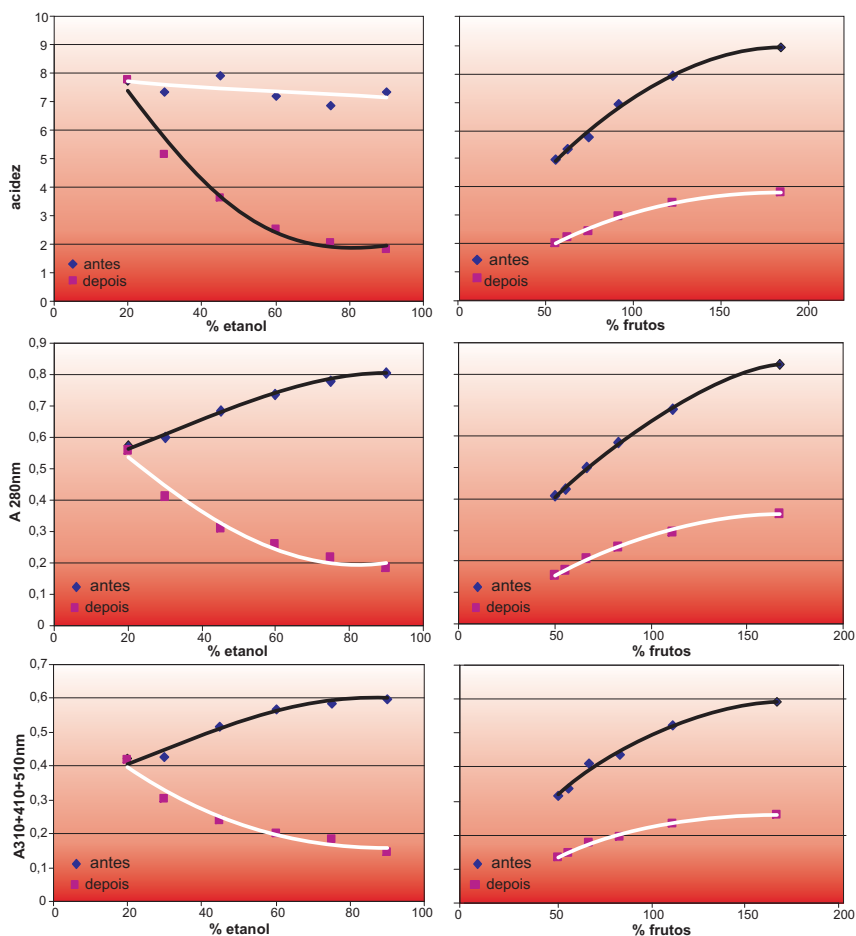 10
9
8
7
6
5
4
3
2
1
0
acidez
antes
depois
0
20
40
60
80
100
% etanol
antes
depois
0
50
100
150
200
% frutos
0,9
0,8
0,7
0,6
0,5
0,4
0,3
0,2
0,1
0
A 280nm
antes
depois
0
20
40
60
80
100
% etanol
antes
depois
0
50
100
150
200
% frutos
0,7
0,6
0,5
0,4
0,3
0,2
0,1
0
A310+410+510nm
antes
depois
0
20
40
60
80
100
% etanol
antes
depois
0
50
100
150
200
% frutos